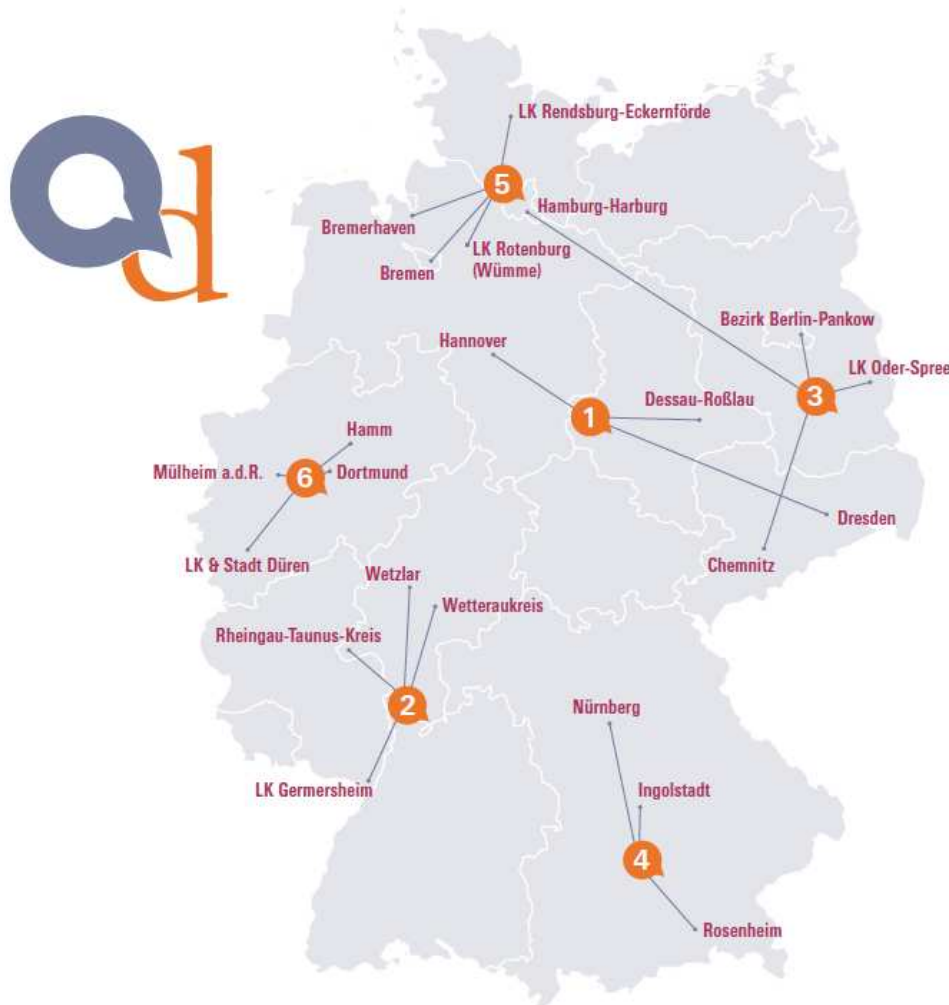 d
LK Rendsburg-Eckernförde
5
Hamburg-Harburg
Bremerhaven
LK Rotenburg
(Wümme)
Bremen
Bezirk Berlin-Pankow
Hannover
LK Oder-Spree
3
Dessau-Roßlau
1
Hamm
Mülheim a.d.R.
6
Dortmund
Dresden
LK & Stadt Düren
Chemnitz
Wetzlar
Wetteraukreis
Rheingau-Taunus-Kreis
2
Nürnberg
LK Germersheim
Ingolstadt
4
Rosenheim